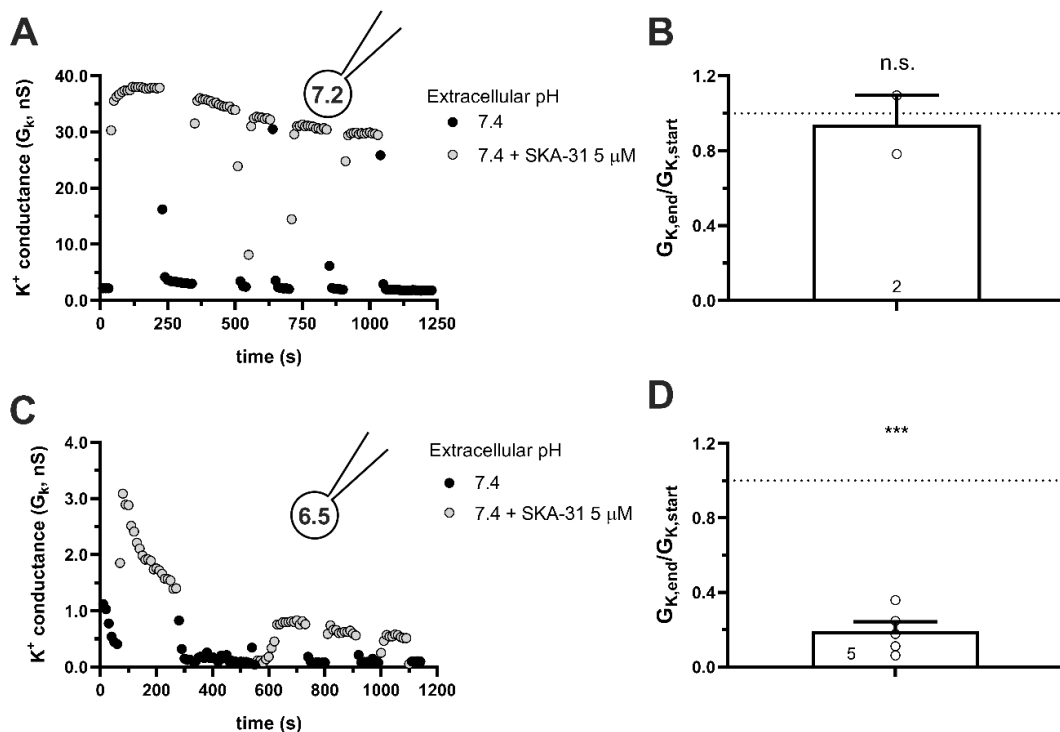 A
K⁺ conductance (Gₖ, nS)
40.0
30.0
20.0
10.0
0.0
0 250 500 750 1000 1250
time (s)
7.2
Extracellular pH
7.4
7.4 + SKA-31 5 μM
B
n.s.
G_K,end/G_K,start
1.2
0.8
0.4
0.0
2
C
K⁺ conductance (Gₖ, nS)
4.0
3.0
2.0
1.0
0.0
0 200 400 600 800 1000 1200
time (s)
6.5
Extracellular pH
7.4
7.4 + SKA-31 5 μM
D
***
G_K,end/G_K,start
1.2
0.8
0.4
0.0
5